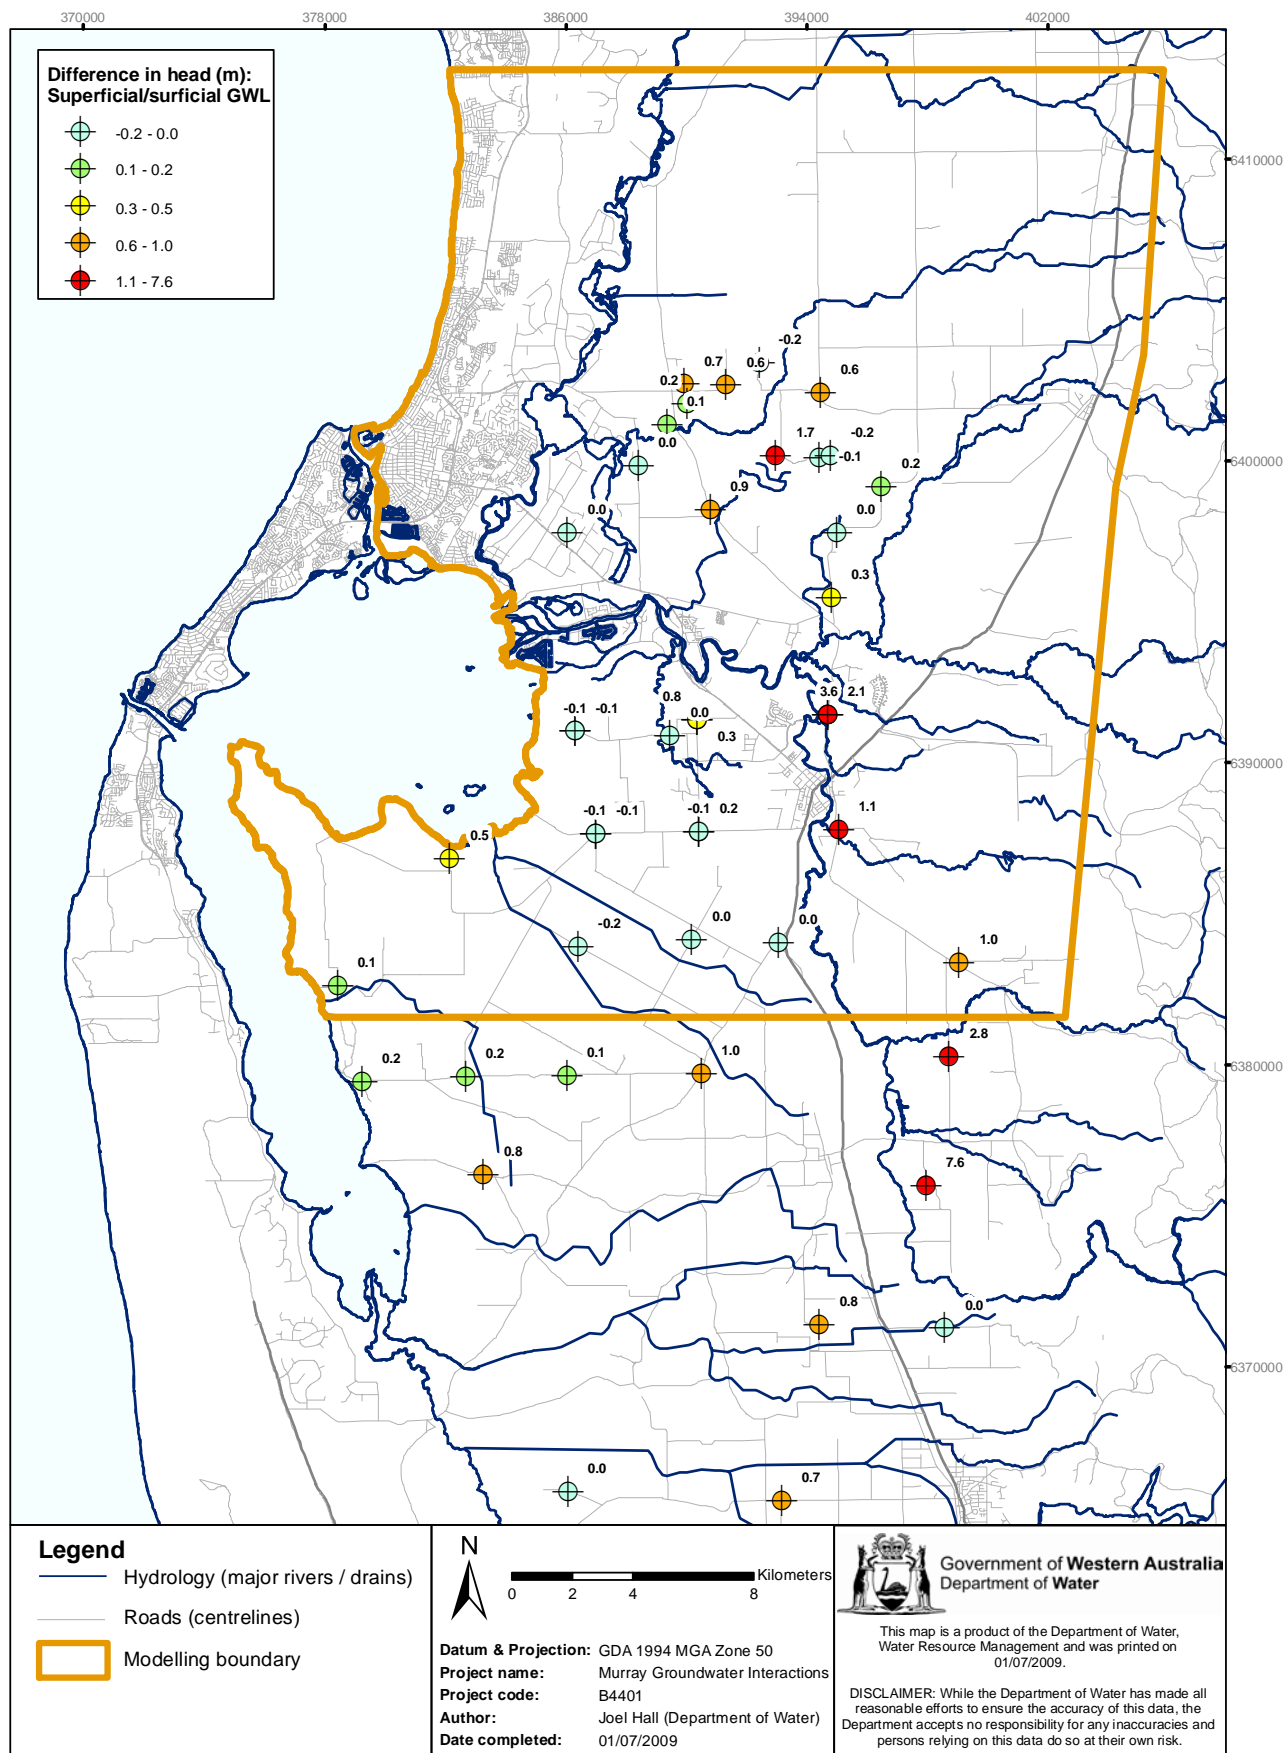 370000 378000 386000 394000 402000
Difference in head (m):
Superficial/surficial GWL
-0.2 - 0.0
0.1 - 0.2
0.3 - 0.5
0.6 - 1.0
1.1 - 7.6
6410000
6400000
6390000
6380000
6370000
-0.2
0.7
0.6
0.6
0.2
0.1
0.0
1.7
-0.2
-0.1
0.2
0.9
0.0
0.0
0.3
3.6 2.1
0.8
-0.1 -0.1
0.0
0.3
-0.1 -0.1
-0.1 0.2
1.1
0.5
-0.2
0.0
0.0
1.0
0.1
2.8
0.2
0.2
0.1
1.0
0.8
7.6
0.8
0.0
0.0
0.7
Legend
Hydrology (major rivers / drains)
Roads (centrelines)
Modelling boundary
N
Kilometers
0 2 4 8
Datum & Projection: GDA 1994 MGA Zone 50
Project name: Murray Groundwater Interactions
Project code: B4401
Author: Joel Hall (Department of Water)
Date completed: 01/07/2009
Government of Western Australia
Department of Water
This map is a product of the Department of Water,
Water Resource Management and was printed on
01/07/2009.
DISCLAIMER: While the Department of Water has made all
reasonable efforts to ensure the accuracy of this data, the
Department accepts no responsibility for any inaccuracies and
persons relying on this data do so at their own risk.